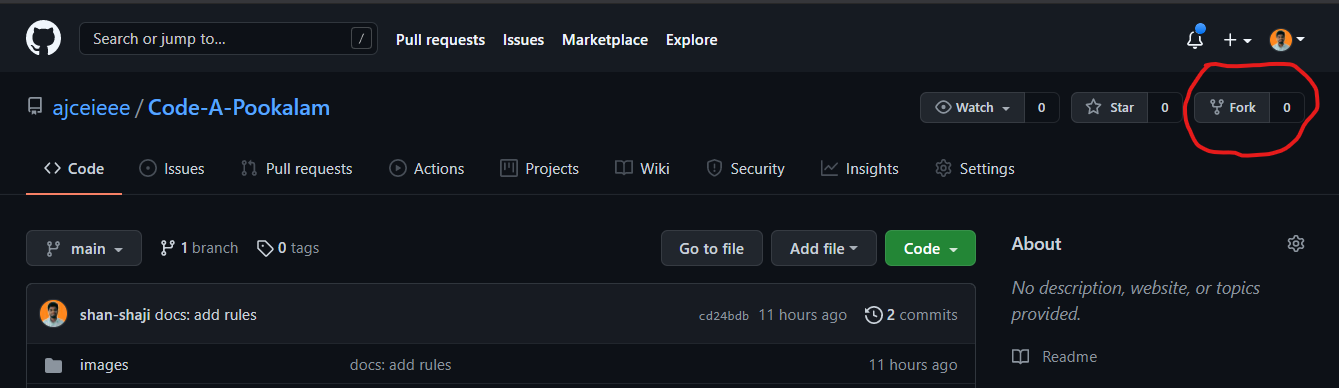 Search or jump to... / Pull requests Issues Marketplace Explore
ajceieee / Code-A-Pookalam Watch 0 Star 0 Fork 0
Code Issues Pull requests Actions Projects Wiki Security Insights Settings
main 1 branch 0 tags Go to file Add file Code About
shan-shaji docs: add rules cd24bdb 11 hours ago 2 commits No description, website, or topics
provided.
images docs: add rules 11 hours ago Readme